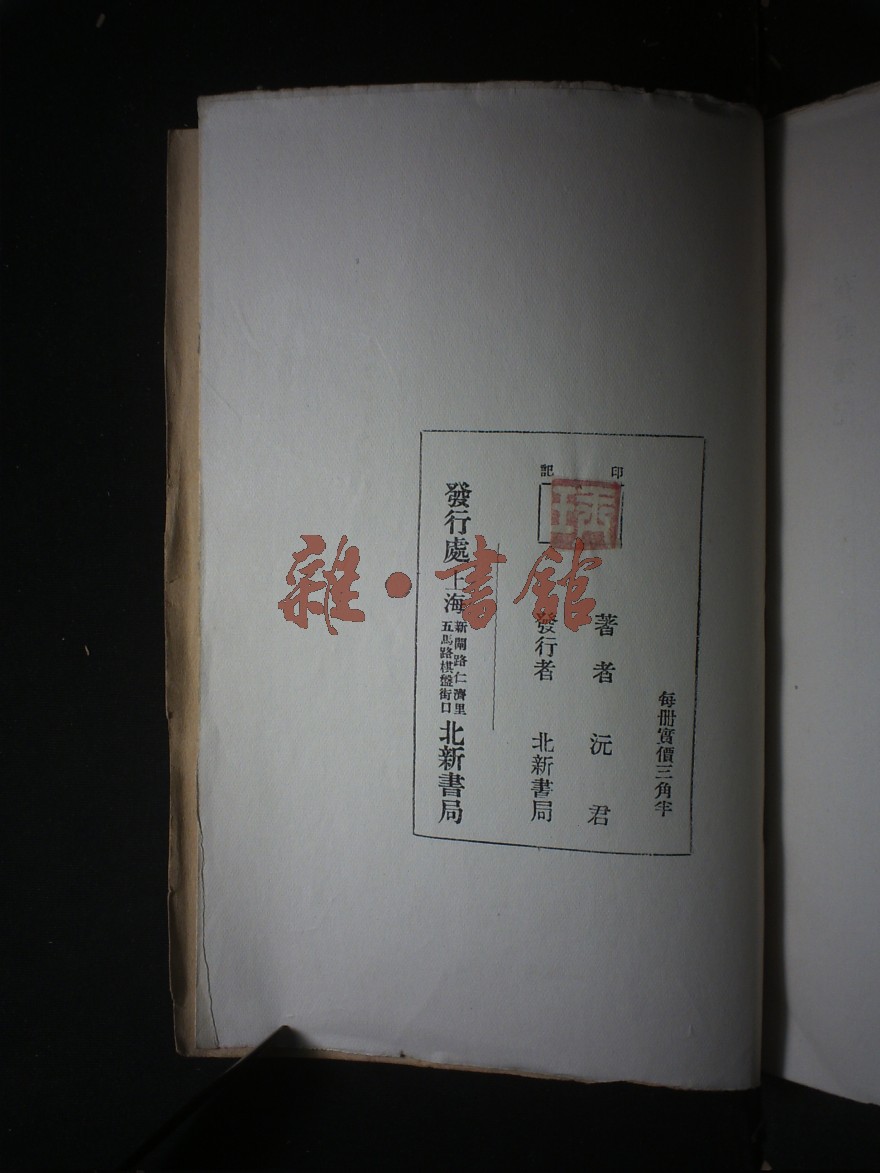 每冊實價三角半
印記
著者 沅君
發行者 北新書局
發行處 上海 新閘路仁濟里 五馬路棋盤街口 北新書局
雜·書館